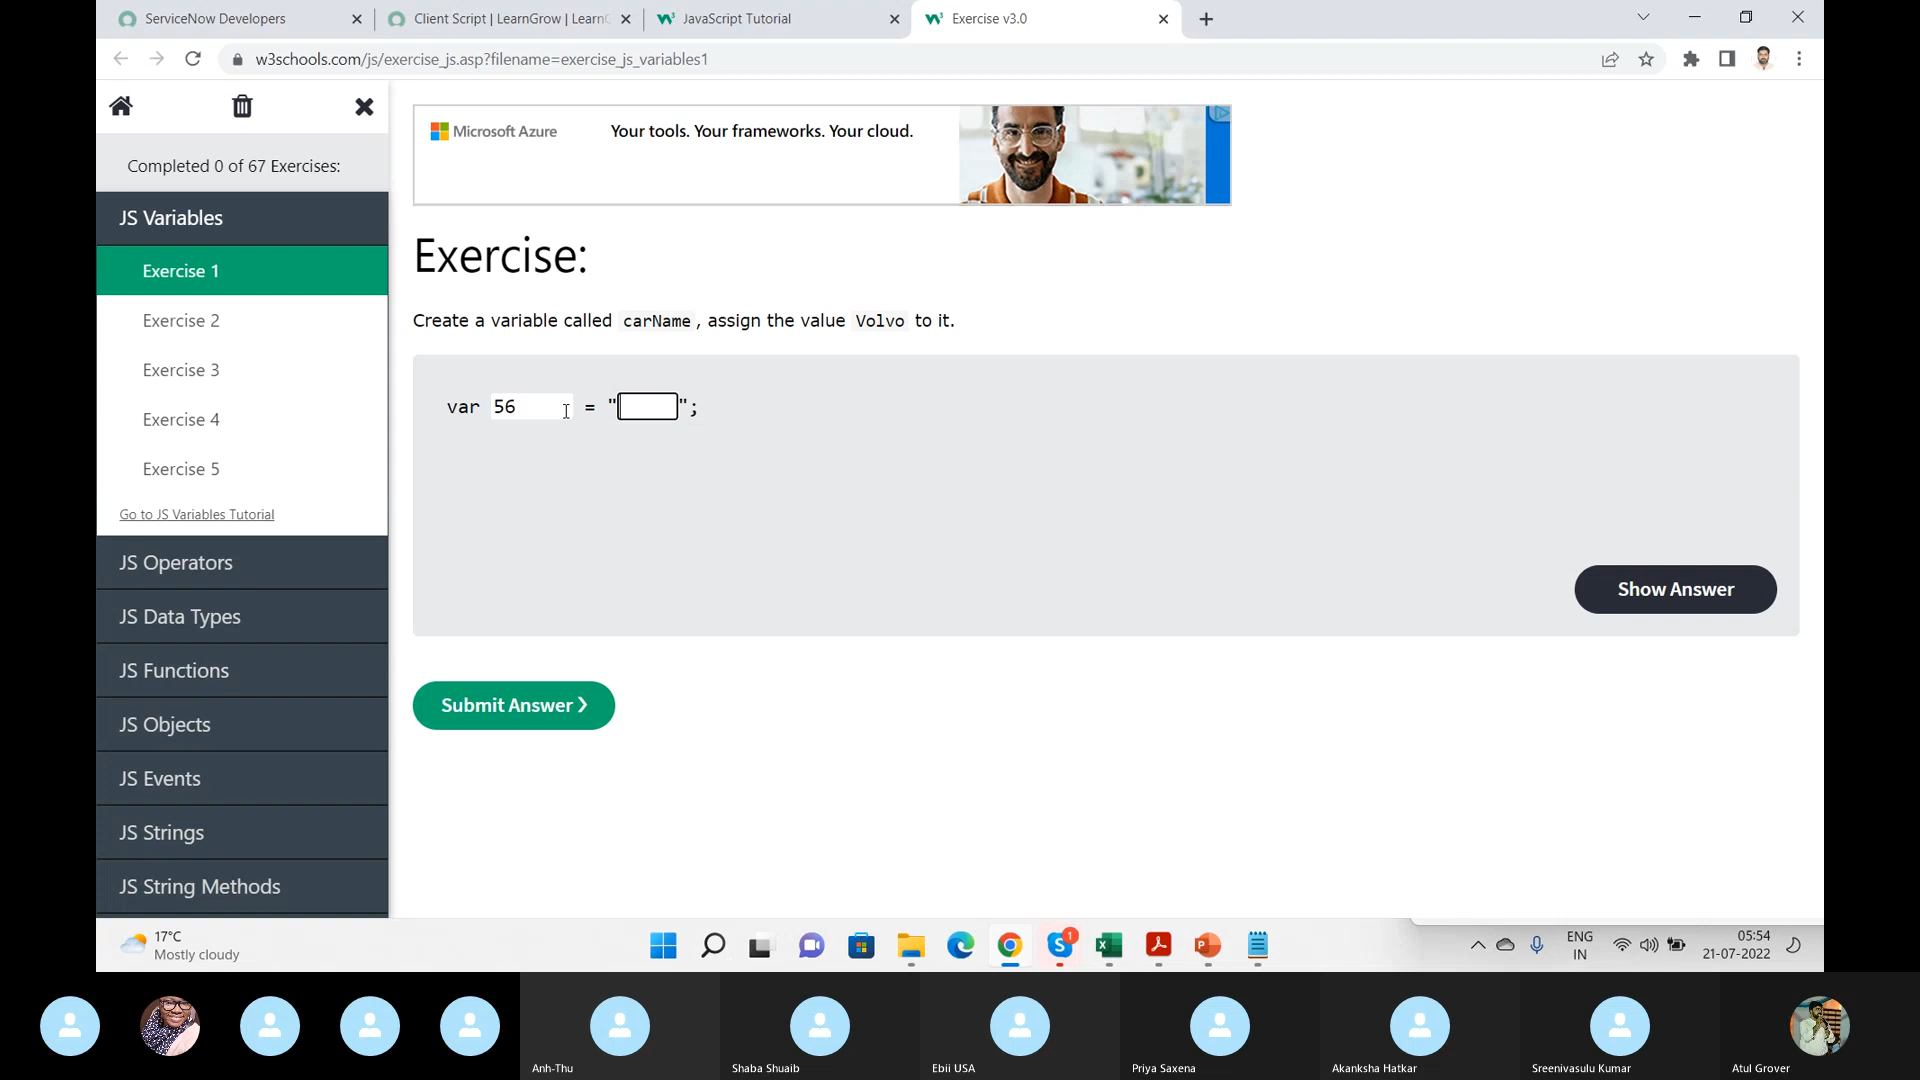 ServiceNow Developers
Client Script | LearnGrow | Learn
JavaScript Tutorial
Exercise v3.0
w3schools.com/js/exercise_js.asp?filename=exercise_js_variables1
Completed 0 of 67 Exercises:
JS Variables
Exercise 1
Exercise 2
Exercise 3
Exercise 4
Exercise 5
Go to JS Variables Tutorial
JS Operators
JS Data Types
JS Functions
JS Objects
JS Events
JS Strings
JS String Methods
Microsoft Azure
Your tools. Your frameworks. Your cloud.
Exercise:
Create a variable called carName, assign the value Volvo to it.
var 56 = "";
Show Answer
Submit Answer ❯
17°C
Mostly cloudy
1
ENG
IN
05:54
21-07-2022
Anh-Thu
Shaba Shuaib
Ebii USA
Priya Saxena
Akanksha Hatkar
Sreenivasulu Kumar
Atul Grover